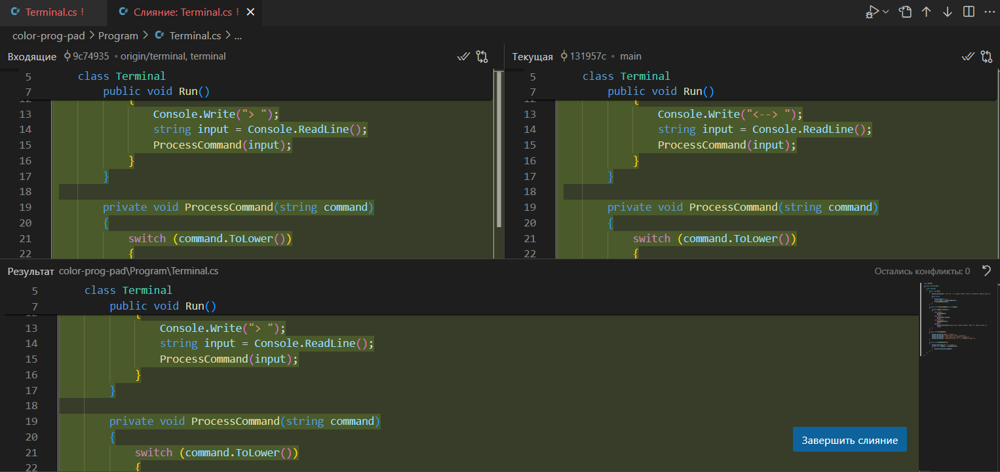 Terminal.cs !
Слияние: Terminal.cs !
color-prog-pad > Program > Terminal.cs > ...
Входящие 9c74935 • origin/terminal, terminal
5 class Terminal
7 public void Run()
12 {
13 Console.Write("> ");
14 string input = Console.ReadLine();
15 ProcessCommand(input);
16 }
17 }
18
19 private void ProcessCommand(string command)
20 {
21 switch (command.ToLower())
22 {
Текущая 131957c • main
5 class Terminal
7 public void Run()
12 {
13 Console.Write("<--> ");
14 string input = Console.ReadLine();
15 ProcessCommand(input);
16 }
17 }
18
19 private void ProcessCommand(string command)
20 {
21 switch (command.ToLower())
22 {
Результат color-prog-pad\Program\Terminal.cs
Остались конфликты: 0
5 class Terminal
7 public void Run()
12 {
13 Console.Write("> ");
14 string input = Console.ReadLine();
15 ProcessCommand(input);
16 }
17 }
18
19 private void ProcessCommand(string command)
20 {
21 switch (command.ToLower())
22 {
Завершить слияние